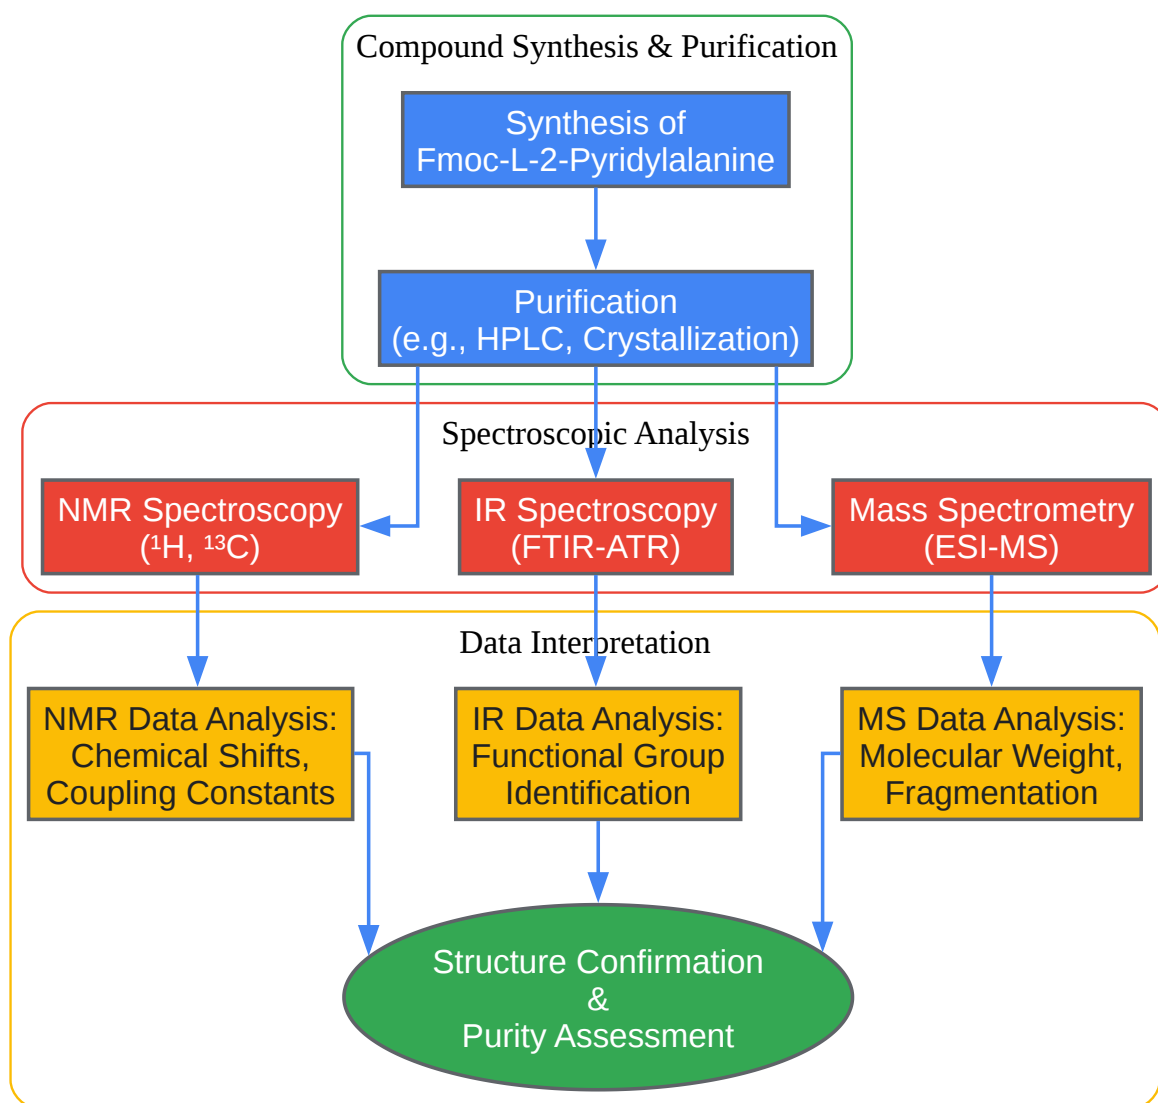 Compound Synthesis & Purification
Synthesis of
Fmoc-L-2-Pyridylalanine
Purification
(e.g., HPLC, Crystallization)
Spectroscopic Analysis
NMR Spectroscopy
(¹H, ¹³C)
IR Spectroscopy
(FTIR-ATR)
Mass Spectrometry
(ESI-MS)
Data Interpretation
NMR Data Analysis:
Chemical Shifts,
Coupling Constants
IR Data Analysis:
Functional Group
Identification
MS Data Analysis:
Molecular Weight,
Fragmentation
Structure Confirmation
&
Purity Assessment